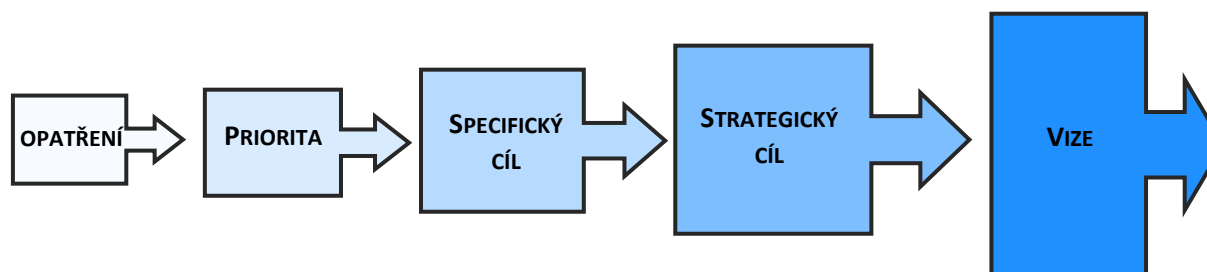 OPATŘENÍ
PRIORITA
SPECIFICKÝ
CÍL
STRATEGICKÝ
CÍL
VIZE